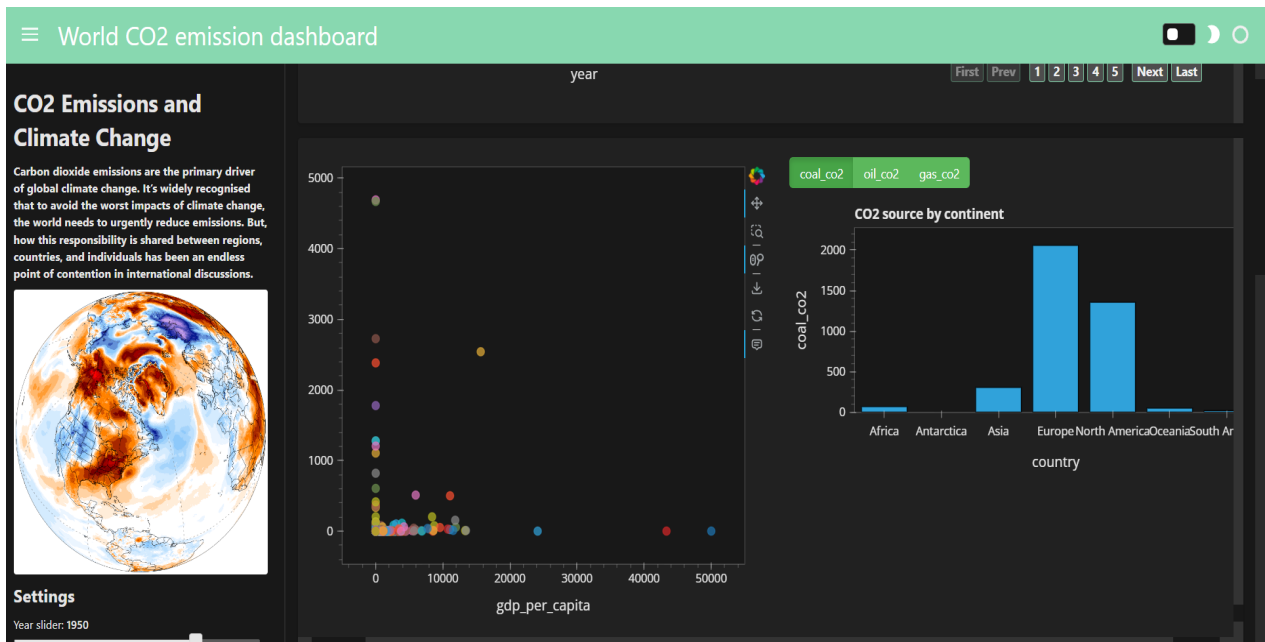 World CO2 emission dashboard
CO2 Emissions and
Climate Change
Carbon dioxide emissions are the primary driver
of global climate change. It's widely recognised
that to avoid the worst impacts of climate change,
the world needs to urgently reduce emissions. But,
how this responsibility is shared between regions,
countries, and individuals has been an endless
point of contention in international discussions.
Settings
Year slider: 1950
year
First Prev 1 2 3 4 5 Next Last
5000
4000
3000
2000
1000
0
0 10000 20000 30000 40000 50000
gdp_per_capita
coal_co2 oil_co2 gas_co2
CO2 source by continent
coal_co2
2000
1500
1000
500
0
Africa Antarctica Asia Europe North America Oceania South Ar
country